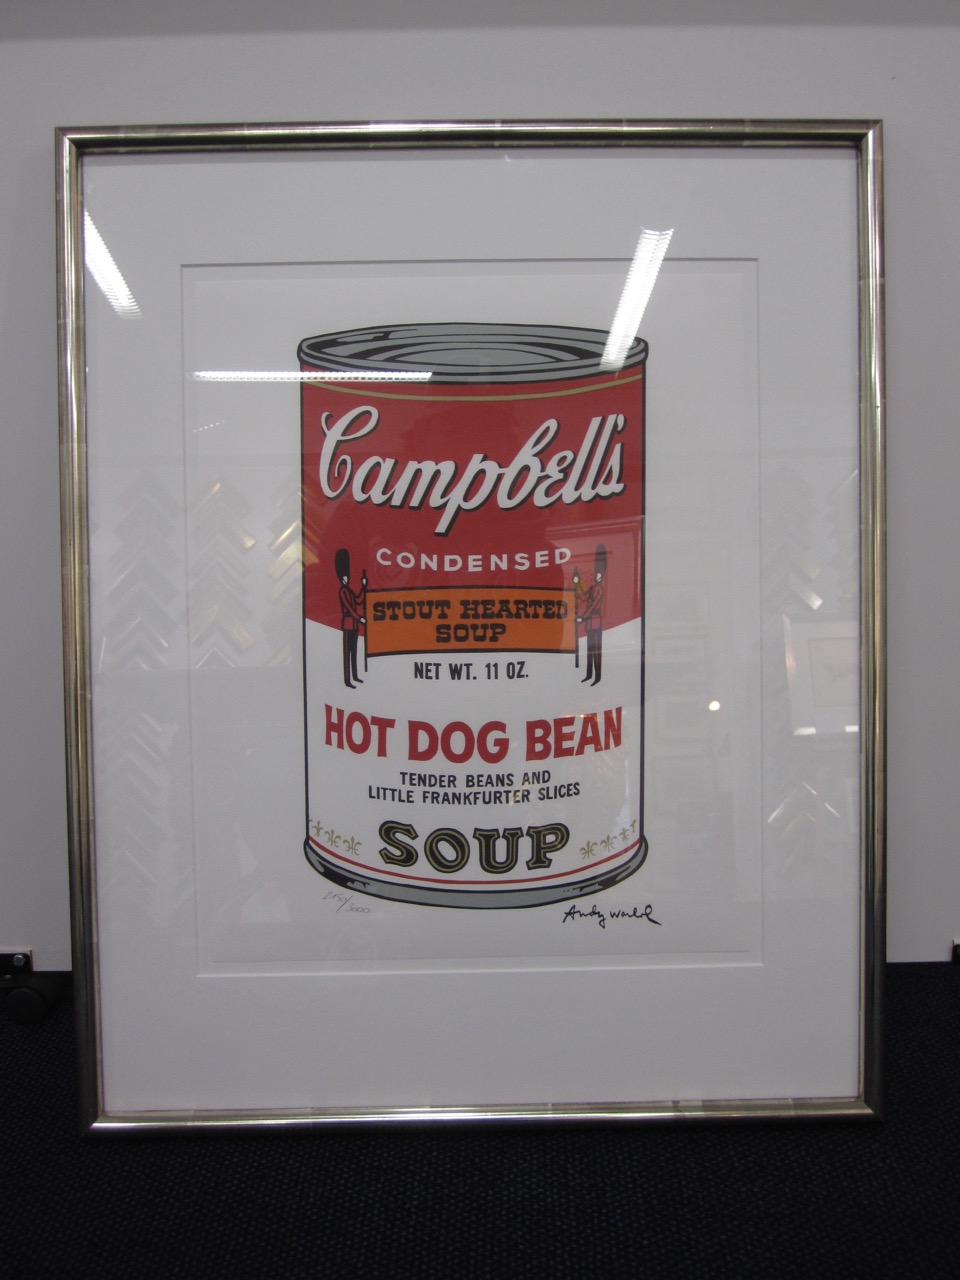 Campbell's
CONDENSED
STOUT HEARTED
SOUP
NET WT. 11 OZ.
HOT DOG BEAN
TENDER BEANS AND
LITTLE FRANKFURTER SLICES
SOUP
/3000
Andy Warhol